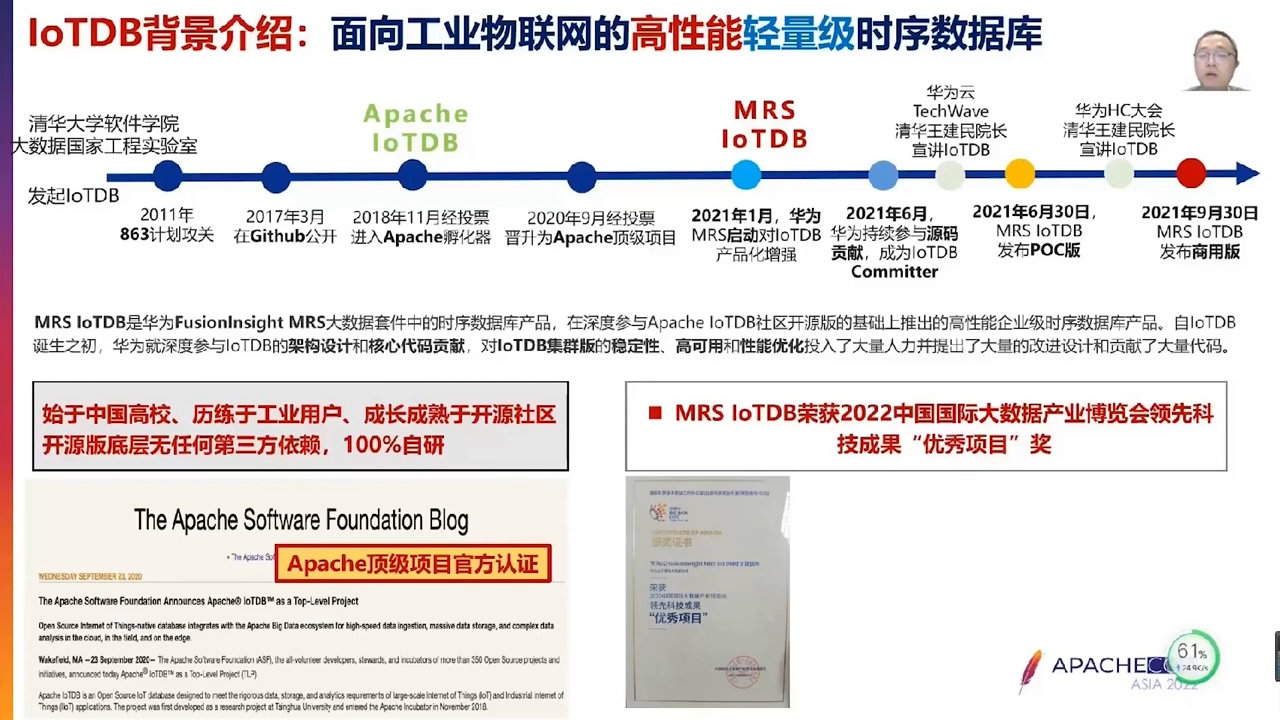 IoTDB背景介绍：面向工业物联网的高性能轻量级时序数据库
清华大学软件学院
大数据国家工程实验室
发起IoTDB
Apache
IoTDB
MRS
IoTDB
华为云
TechWave
清华王建民院长
宣讲IoTDB
华为HC大会
清华王建民院长
宣讲IoTDB
2011年
863计划攻关
2017年3月
在Github公开
2018年11月经投票
进入Apache孵化器
2020年9月经投票
晋升为Apache顶级项目
2021年1月，华为
MRS启动对IoTDB
产品化增强
2021年6月，
华为持续参与源码
贡献，成为IoTDB
Committer
2021年6月30日，
MRS IoTDB
发布POC版
2021年9月30日
MRS IoTDB
发布商用版
MRS IoTDB是华为FusionInsight MRS大数据套件中的时序数据库产品，在深度参与Apache IoTDB社区开源版的基础上推出的高性能企业级时序数据库产品。自IoTDB
诞生之初，华为就深度参与IoTDB的架构设计和核心代码贡献，对IoTDB集群版的稳定性、高可用和性能优化投入了大量人力并提出了大量的改进设计和贡献了大量代码。
始于中国高校、历练于工业用户、成长成熟于开源社区
开源版底层无任何第三方依赖，100%自研
■ MRS IoTDB荣获2022中国国际大数据产业博览会领先科
技成果“优秀项目”奖
The Apache Software Foundation Blog
Apache顶级项目官方认证
WEDNESDAY SEPTEMBER 23, 2020
The Apache Software Foundation Announces Apache® IoTDB™ as a Top-Level Project
Open Source Internet of Things-native database integrates with the Apache Big Data ecosystem for high-speed data ingestion, massive data storage, and complex data
analysis in the cloud, in the field, and on the edge.
Wakefield, MA —23 September 2020— The Apache Software Foundation (ASF), the all-volunteer developers, stewards, and incubators of more than 350 Open Source projects and
initiatives, announced today Apache® IoTDB™ as a Top-Level Project (TLP)
Apache IoTDB is an Open Source IoT database designed to meet the rigorous data, storage, and analytics requirements of large-scale Internet of Things (IoT) and Industrial Internet of
Things (IIoT) applications. The project was first developed as a research project at Tsinghua University and entered the Apache Incubator in November 2018.
获奖证书
荣获
领先科技成果
“优秀项目”
APACHEC
ASIA 2022
61%